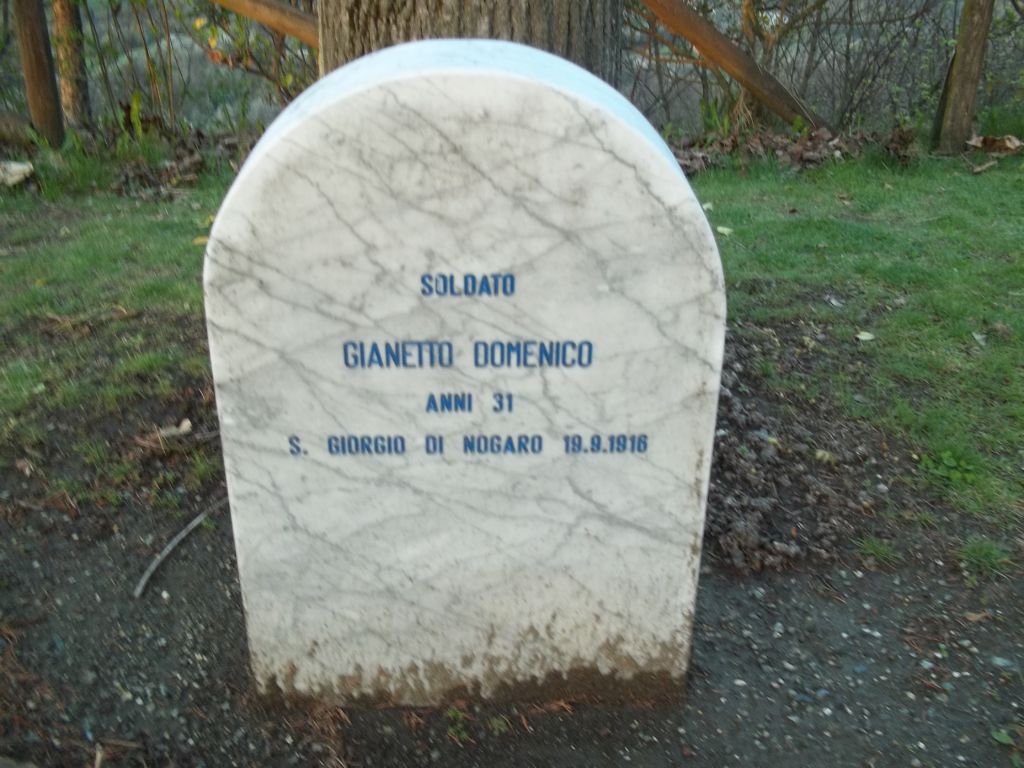 SOLDATO
GIANETTO DOMENICO
ANNI 31
S. GIORGIO DI NOGARO 19.9.1916